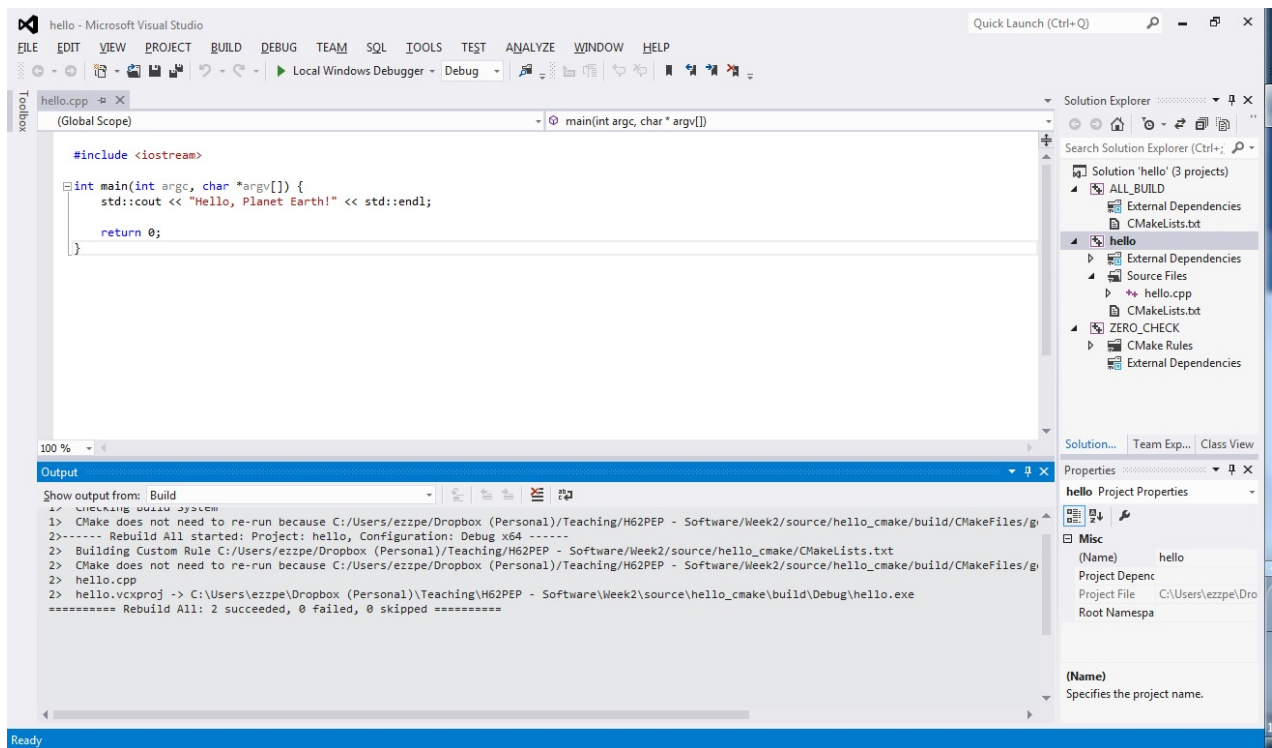 hello - Microsoft Visual Studio
Quick Launch (Ctrl+Q)
FILE EDIT VIEW PROJECT BUILD DEBUG TEAM SQL TOOLS TEST ANALYZE WINDOW HELP
Local Windows Debugger Debug
Toolbox
hello.cpp
(Global Scope) main(int argc, char * argv[])
#include <iostream>
int main(int argc, char *argv[]) {
std::cout << "Hello, Planet Earth!" << std::endl;
return 0;
}
100 %
Output
Show output from: Build
1> Checking Build System
1> CMake does not need to re-run because C:/Users/ezzpe/Dropbox (Personal)/Teaching/H62PEP - Software/Week2/source/hello_cmake/build/CMakeFiles/ge
2>------ Rebuild All started: Project: hello, Configuration: Debug x64 ------
2> Building Custom Rule C:/Users/ezzpe/Dropbox (Personal)/Teaching/H62PEP - Software/Week2/source/hello_cmake/CMakeLists.txt
2> CMake does not need to re-run because C:/Users/ezzpe/Dropbox (Personal)/Teaching/H62PEP - Software/Week2/source/hello_cmake/build/CMakeFiles/ge
2> hello.cpp
2> hello.vcxproj -> C:\Users\ezzpe\Dropbox (Personal)\Teaching\H62PEP - Software\Week2\source\hello_cmake\build\Debug\hello.exe
========== Rebuild All: 2 succeeded, 0 failed, 0 skipped ==========
Solution Explorer
Search Solution Explorer (Ctrl+;
Solution 'hello' (3 projects)
ALL_BUILD
External Dependencies
CMakeLists.txt
hello
External Dependencies
Source Files
hello.cpp
CMakeLists.txt
ZERO_CHECK
CMake Rules
External Dependencies
Solution... Team Exp... Class View
Properties
hello Project Properties
Misc
(Name) hello
Project Depenc
Project File C:\Users\ezzpe\Dro
Root Namespa
(Name)
Specifies the project name.
Ready